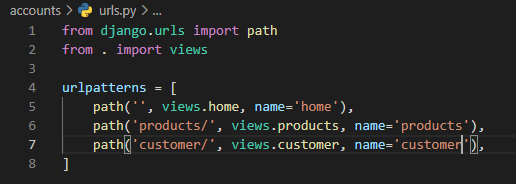 accounts > urls.py > ...
1 from django.urls import path
2 from . import views
3
4 urlpatterns = [
5     path('', views.home, name='home'),
6     path('products/', views.products, name='products'),
7     path('customer/', views.customer, name='customer'),
8 ]